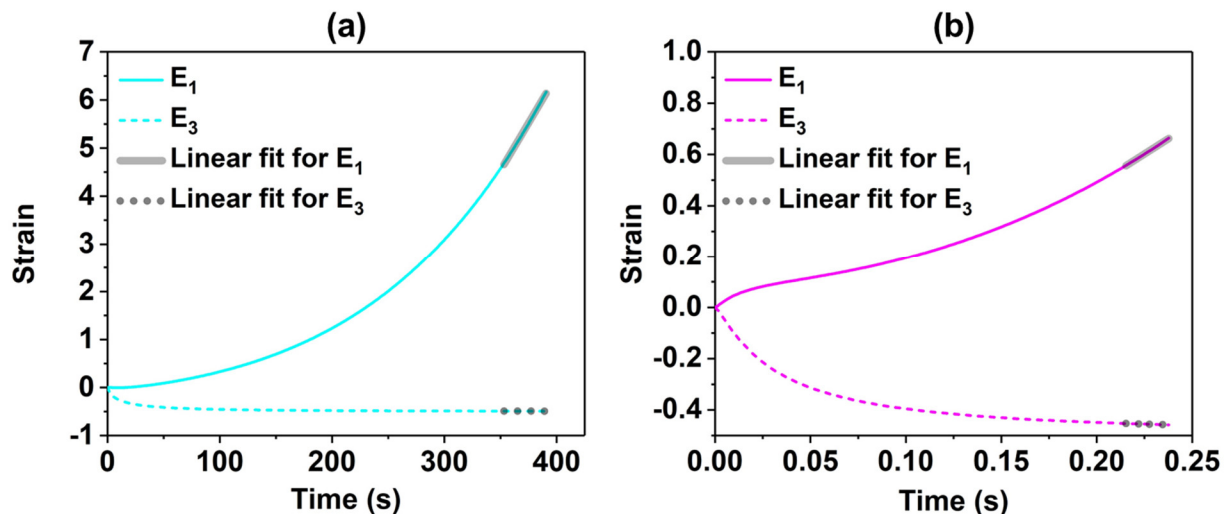 (a)
7
6
5
4
3
2
1
0
-1
Strain
E₁
E₃
Linear fit for E₁
Linear fit for E₃
0 100 200 300 400
Time (s)
(b)
1.0
0.8
0.6
0.4
0.2
0.0
-0.2
-0.4
Strain
E₁
E₃
Linear fit for E₁
Linear fit for E₃
0.00 0.05 0.10 0.15 0.20 0.25
Time (s)